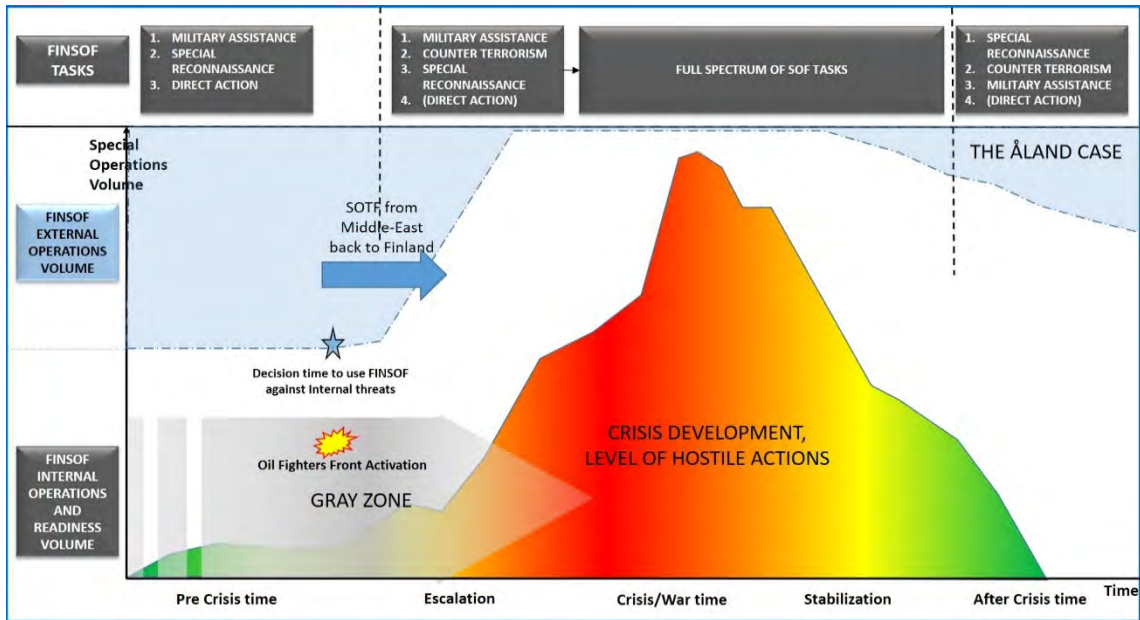 FINSOF
TASKS
1. MILITARY ASSISTANCE
2. SPECIAL
RECONNAISSANCE
3. DIRECT ACTION
1. MILITARY ASSISTANCE
2. COUNTER TERRORISM
3. SPECIAL
RECONNAISSANCE
4. (DIRECT ACTION)
FULL SPECTRUM OF SOF TASKS
1. SPECIAL
RECONNAISSANCE
2. COUNTER TERRORISM
3. MILITARY ASSISTANCE
4. (DIRECT ACTION)
Special
Operations
Volume
THE ÅLAND CASE
FINSOF
EXTERNAL
OPERATIONS
VOLUME
SOTF from
Middle-East
back to Finland
Decision time to use FINSOF
against Internal threats
Oil Fighters Front Activation
GRAY ZONE
CRISIS DEVELOPMENT,
LEVEL OF HOSTILE ACTIONS
FINSOF
INTERNAL
OPERATIONS
AND
READINESS
VOLUME
Time
Pre Crisis time
Escalation
Crisis/War time
Stabilization
After Crisis time